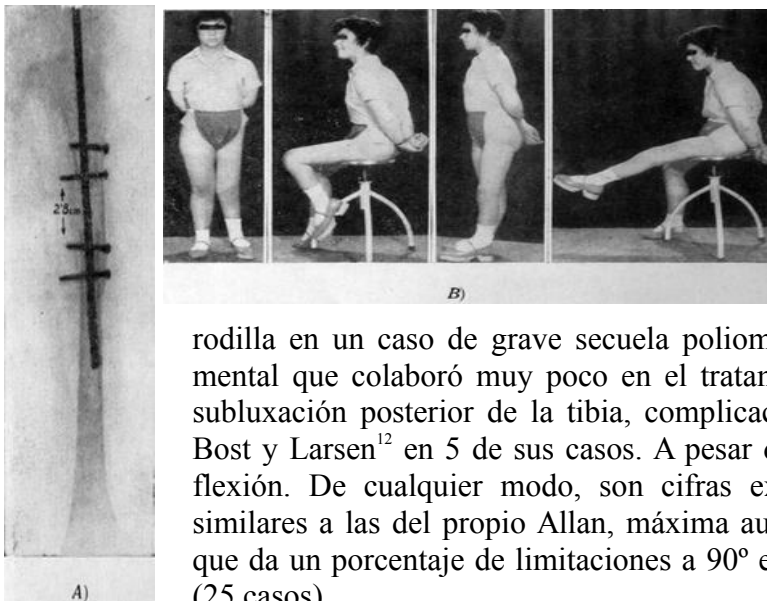 2'8cm
A)
B)
rodilla en un caso de grave secuela poliom
mental que colaboró muy poco en el tratan
subluxación posterior de la tibia, complicac
Bost y Larsen12 en 5 de sus casos. A pesar
flexión. De cualquier modo, son cifras ex
similares a las del propio Allan, máxima au
que da un porcentaje de limitaciones a 90º e
(25 casos)